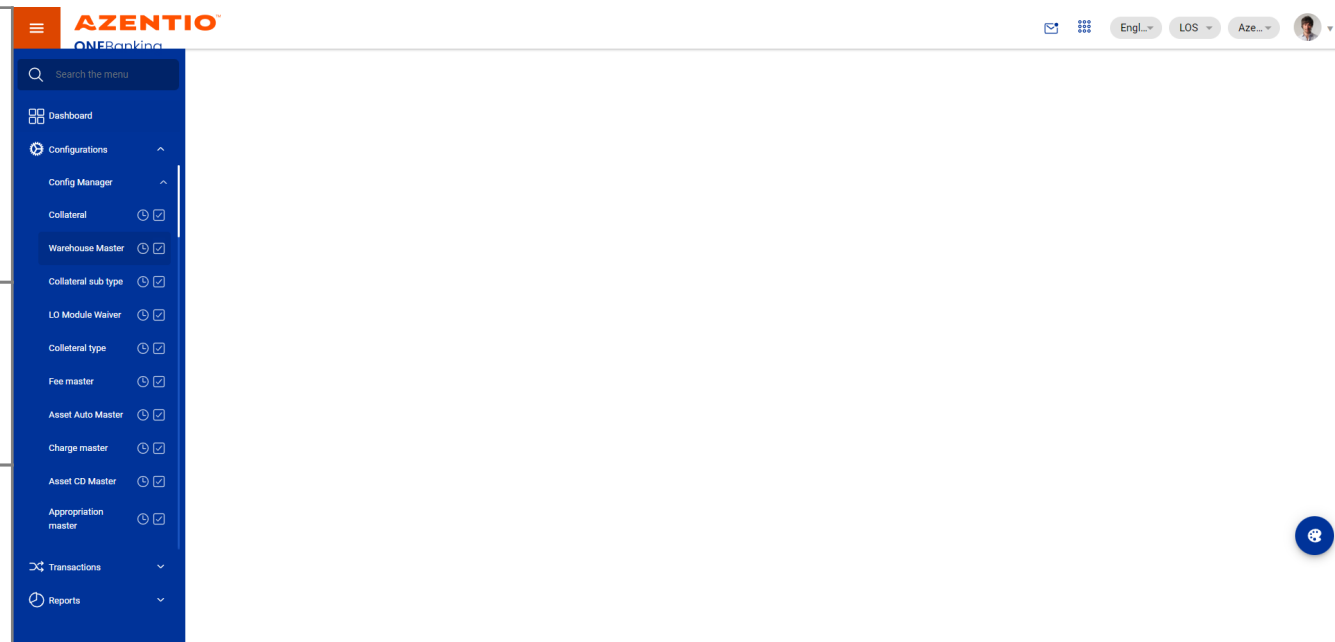 AZENTIO™
ONEBanking
Engl...
LOS
Aze...
Search the menu
Dashboard
Configurations
Config Manager
Collateral
Warehouse Master
Collateral sub type
LO Module Waiver
Colleteral type
Fee master
Asset Auto Master
Charge master
Asset CD Master
Appropriation
master
Transactions
Reports